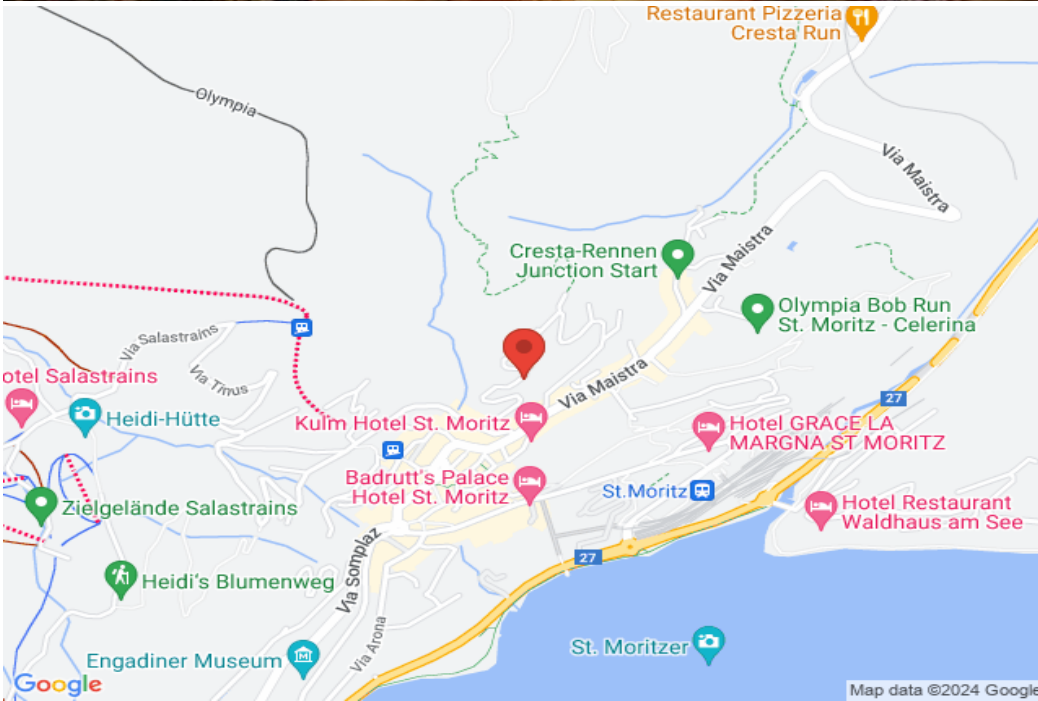 Restaurant Pizzeria
Cresta Run
Olympia
Via Maistra
Cresta-Rennen
Junction Start
Via Maistra
Olympia Bob Run
St. Moritz - Celerina
Via Salastrains
Via Tinus
otel Salastrains
Heidi-Hütte
Via Maistra
27
Kulm Hotel St. Moritz
Hotel GRACE LA
MARGNA ST MORITZ
Badrutt's Palace
Hotel St. Moritz
St.Moritz
Hotel Restaurant
Waldhaus am See
Zielgelände Salastrains
27
Heidi's Blumenweg
Via Somplaz
Via Arona
St. Moritzer
Engadiner Museum
Google
Map data ©2024 Google